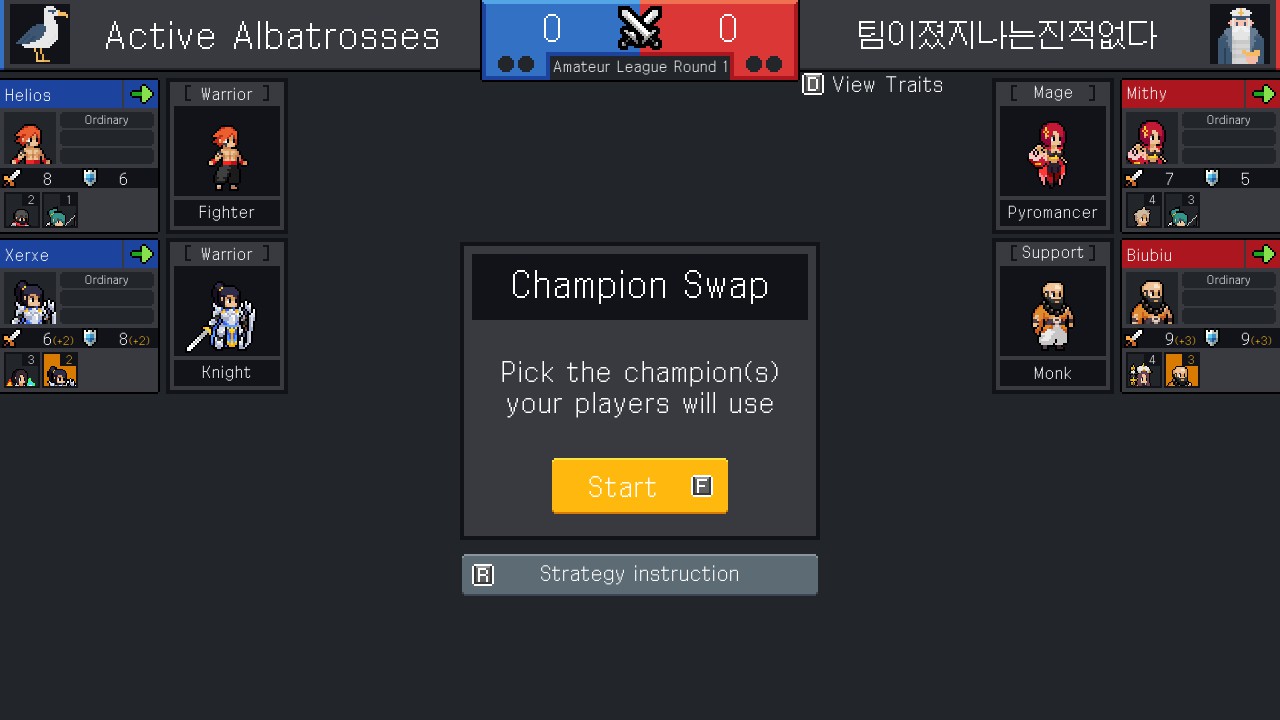 Active Albatrosses
0
0
팀이졌지나는진적없다
Amateur League Round 1
D View Traits
Helios
Ordinary
8
6
2
1
[ Warrior ]
Fighter
Xerxe
Ordinary
6(+2)
8(+2)
3
2
[ Warrior ]
Knight
[ Mage ]
Pyromancer
Mithy
Ordinary
7
5
4
3
[ Support ]
Monk
Biubiu
Ordinary
9(+3)
9(+3)
4
3
Champion Swap
Pick the champion(s)
your players will use
Start F
R Strategy instruction